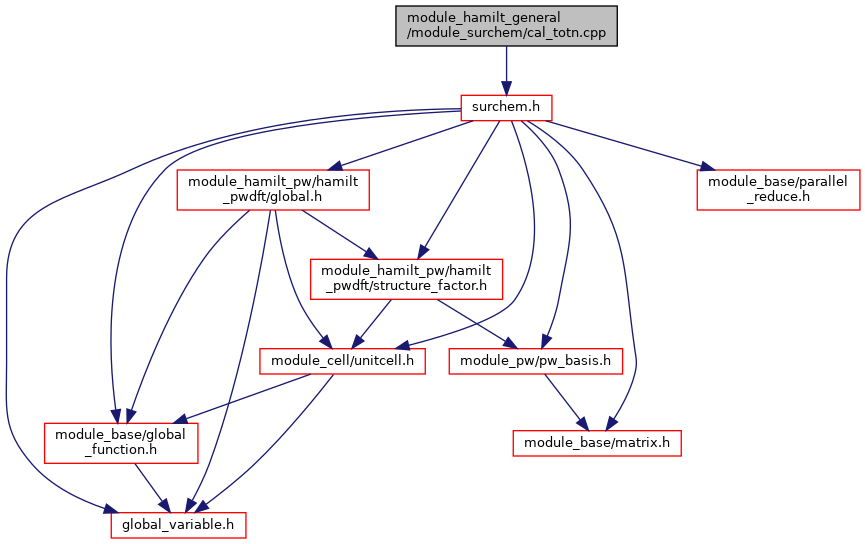 module_hamilt_general
/module_surchem/cal_totn.cpp
surchem.h
module_hamilt_pw/hamilt
_pwdft/global.h
module_base/parallel
_reduce.h
module_hamilt_pw/hamilt
_pwdft/structure_factor.h
module_cell/unitcell.h
module_pw/pw_basis.h
module_base/global
_function.h
module_base/matrix.h
global_variable.h